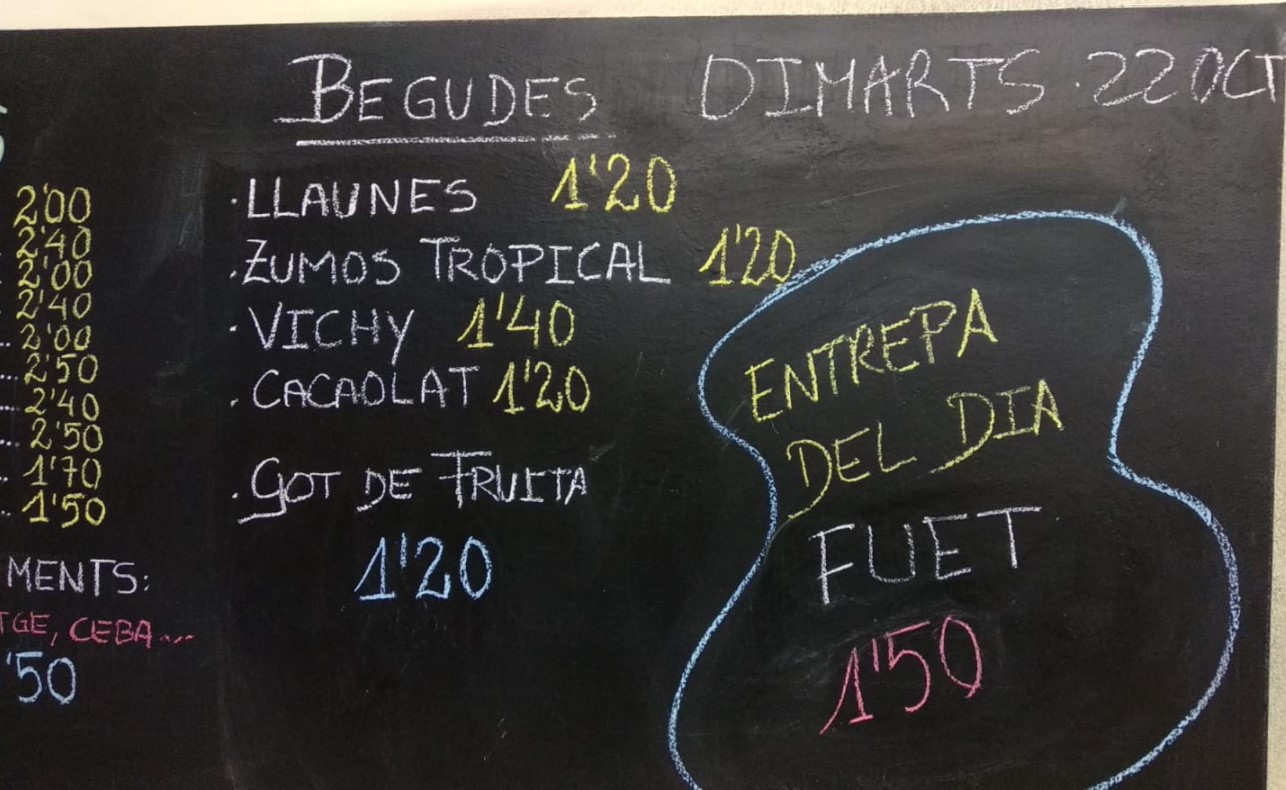 BEGUDES
DIMARTS · 22 OCT
2'00
2'40
2'00
2'40
.. 2'00
... 2'50
... 2'40
... 2'50
.. 1'70
.. 1'50
MENTS:
TGE, CEBA...
'50
· LLAUNES 1'20
· ZUMOS TROPICAL 1'20
· VICHY 1'40
· CACAOLAT 1'20
· GOT DE FRUITA
1'20
ENTREPA
DEL DIA
FUET
1'50